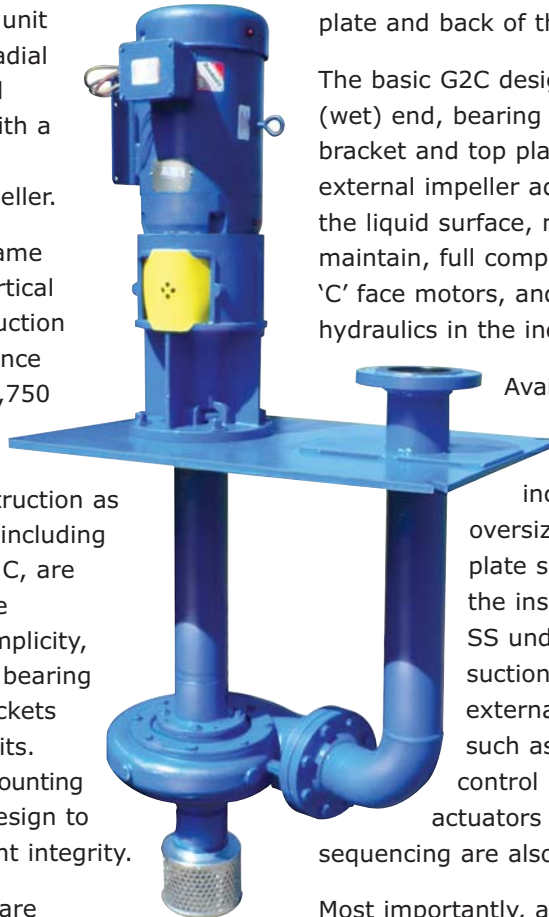 unit
adial
ith a
eller.
ame
rtical
uction
nce
,750
truction as
including
C, are
e
mplicity,
bearing
ckets
its.
ounting
esign to
nt integrity.
are
plate and back of th
The basic G2C desig
(wet) end, bearing
bracket and top pla
external impeller ac
the liquid surface, r
maintain, full comp
‘C’ face motors, and
hydraulics in the inc
Avai
inc
oversiz
plate s
the ins
SS und
suction
externa
such as
control
actuators
sequencing are also
Most importantly, a